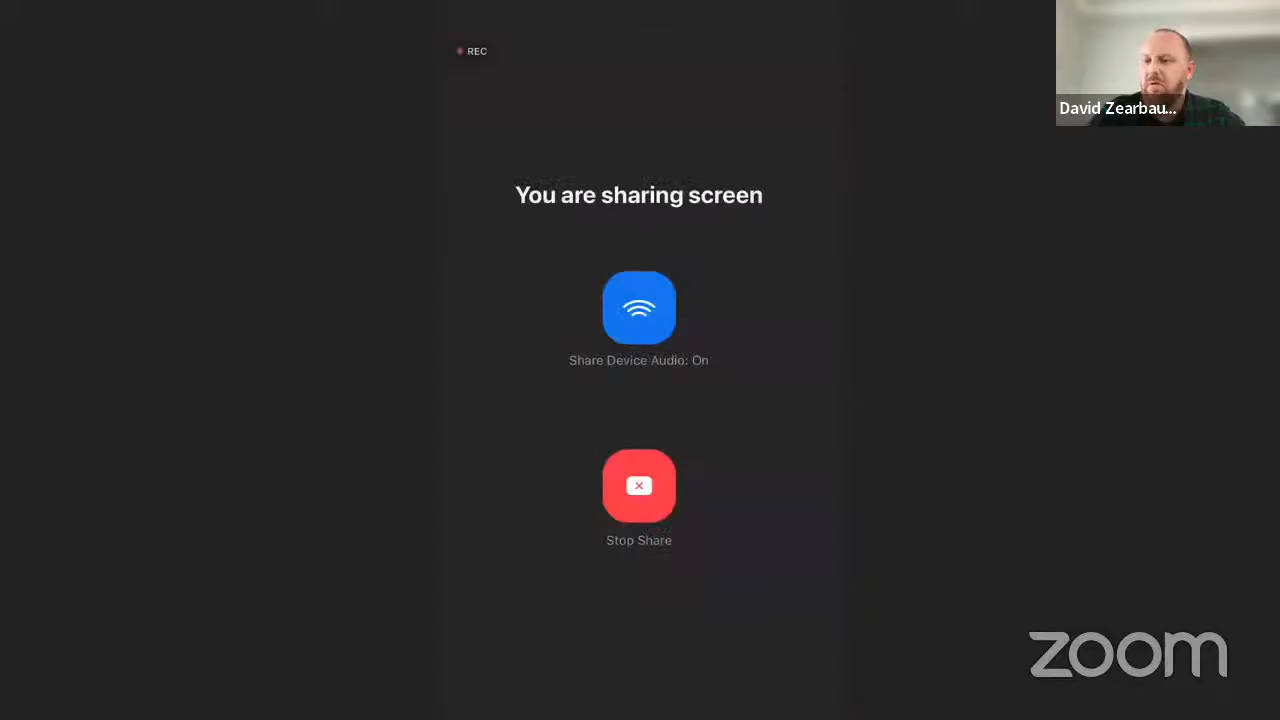 REC
David Zearbau...
You are sharing screen
Share Device Audio: On
Stop Share
zoom